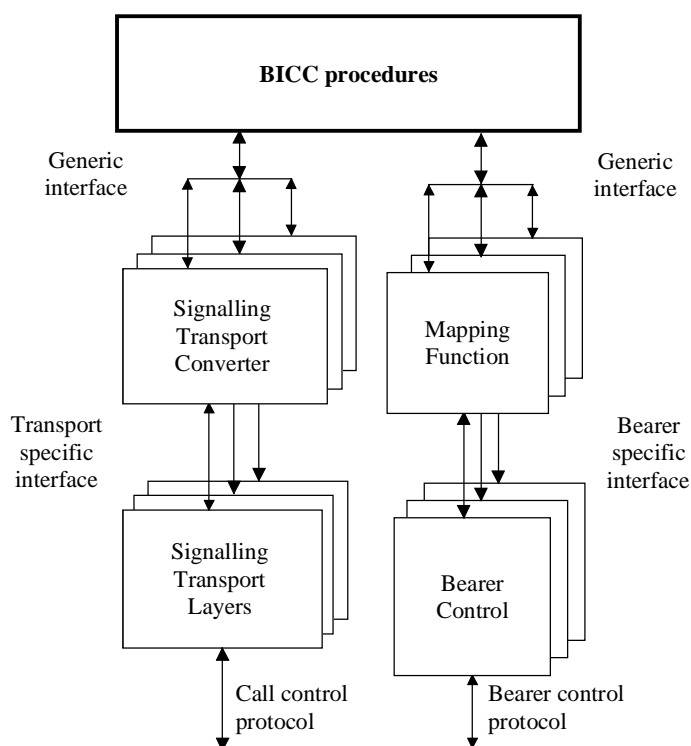 BICC procedures
Generic
interface
Generic
interface
Signalling
Transport
Converter
Mapping
Function
Transport
specific
interface
Bearer
specific
interface
Signalling
Transport
Layers
Bearer
Control
Call control
protocol
Bearer control
protocol